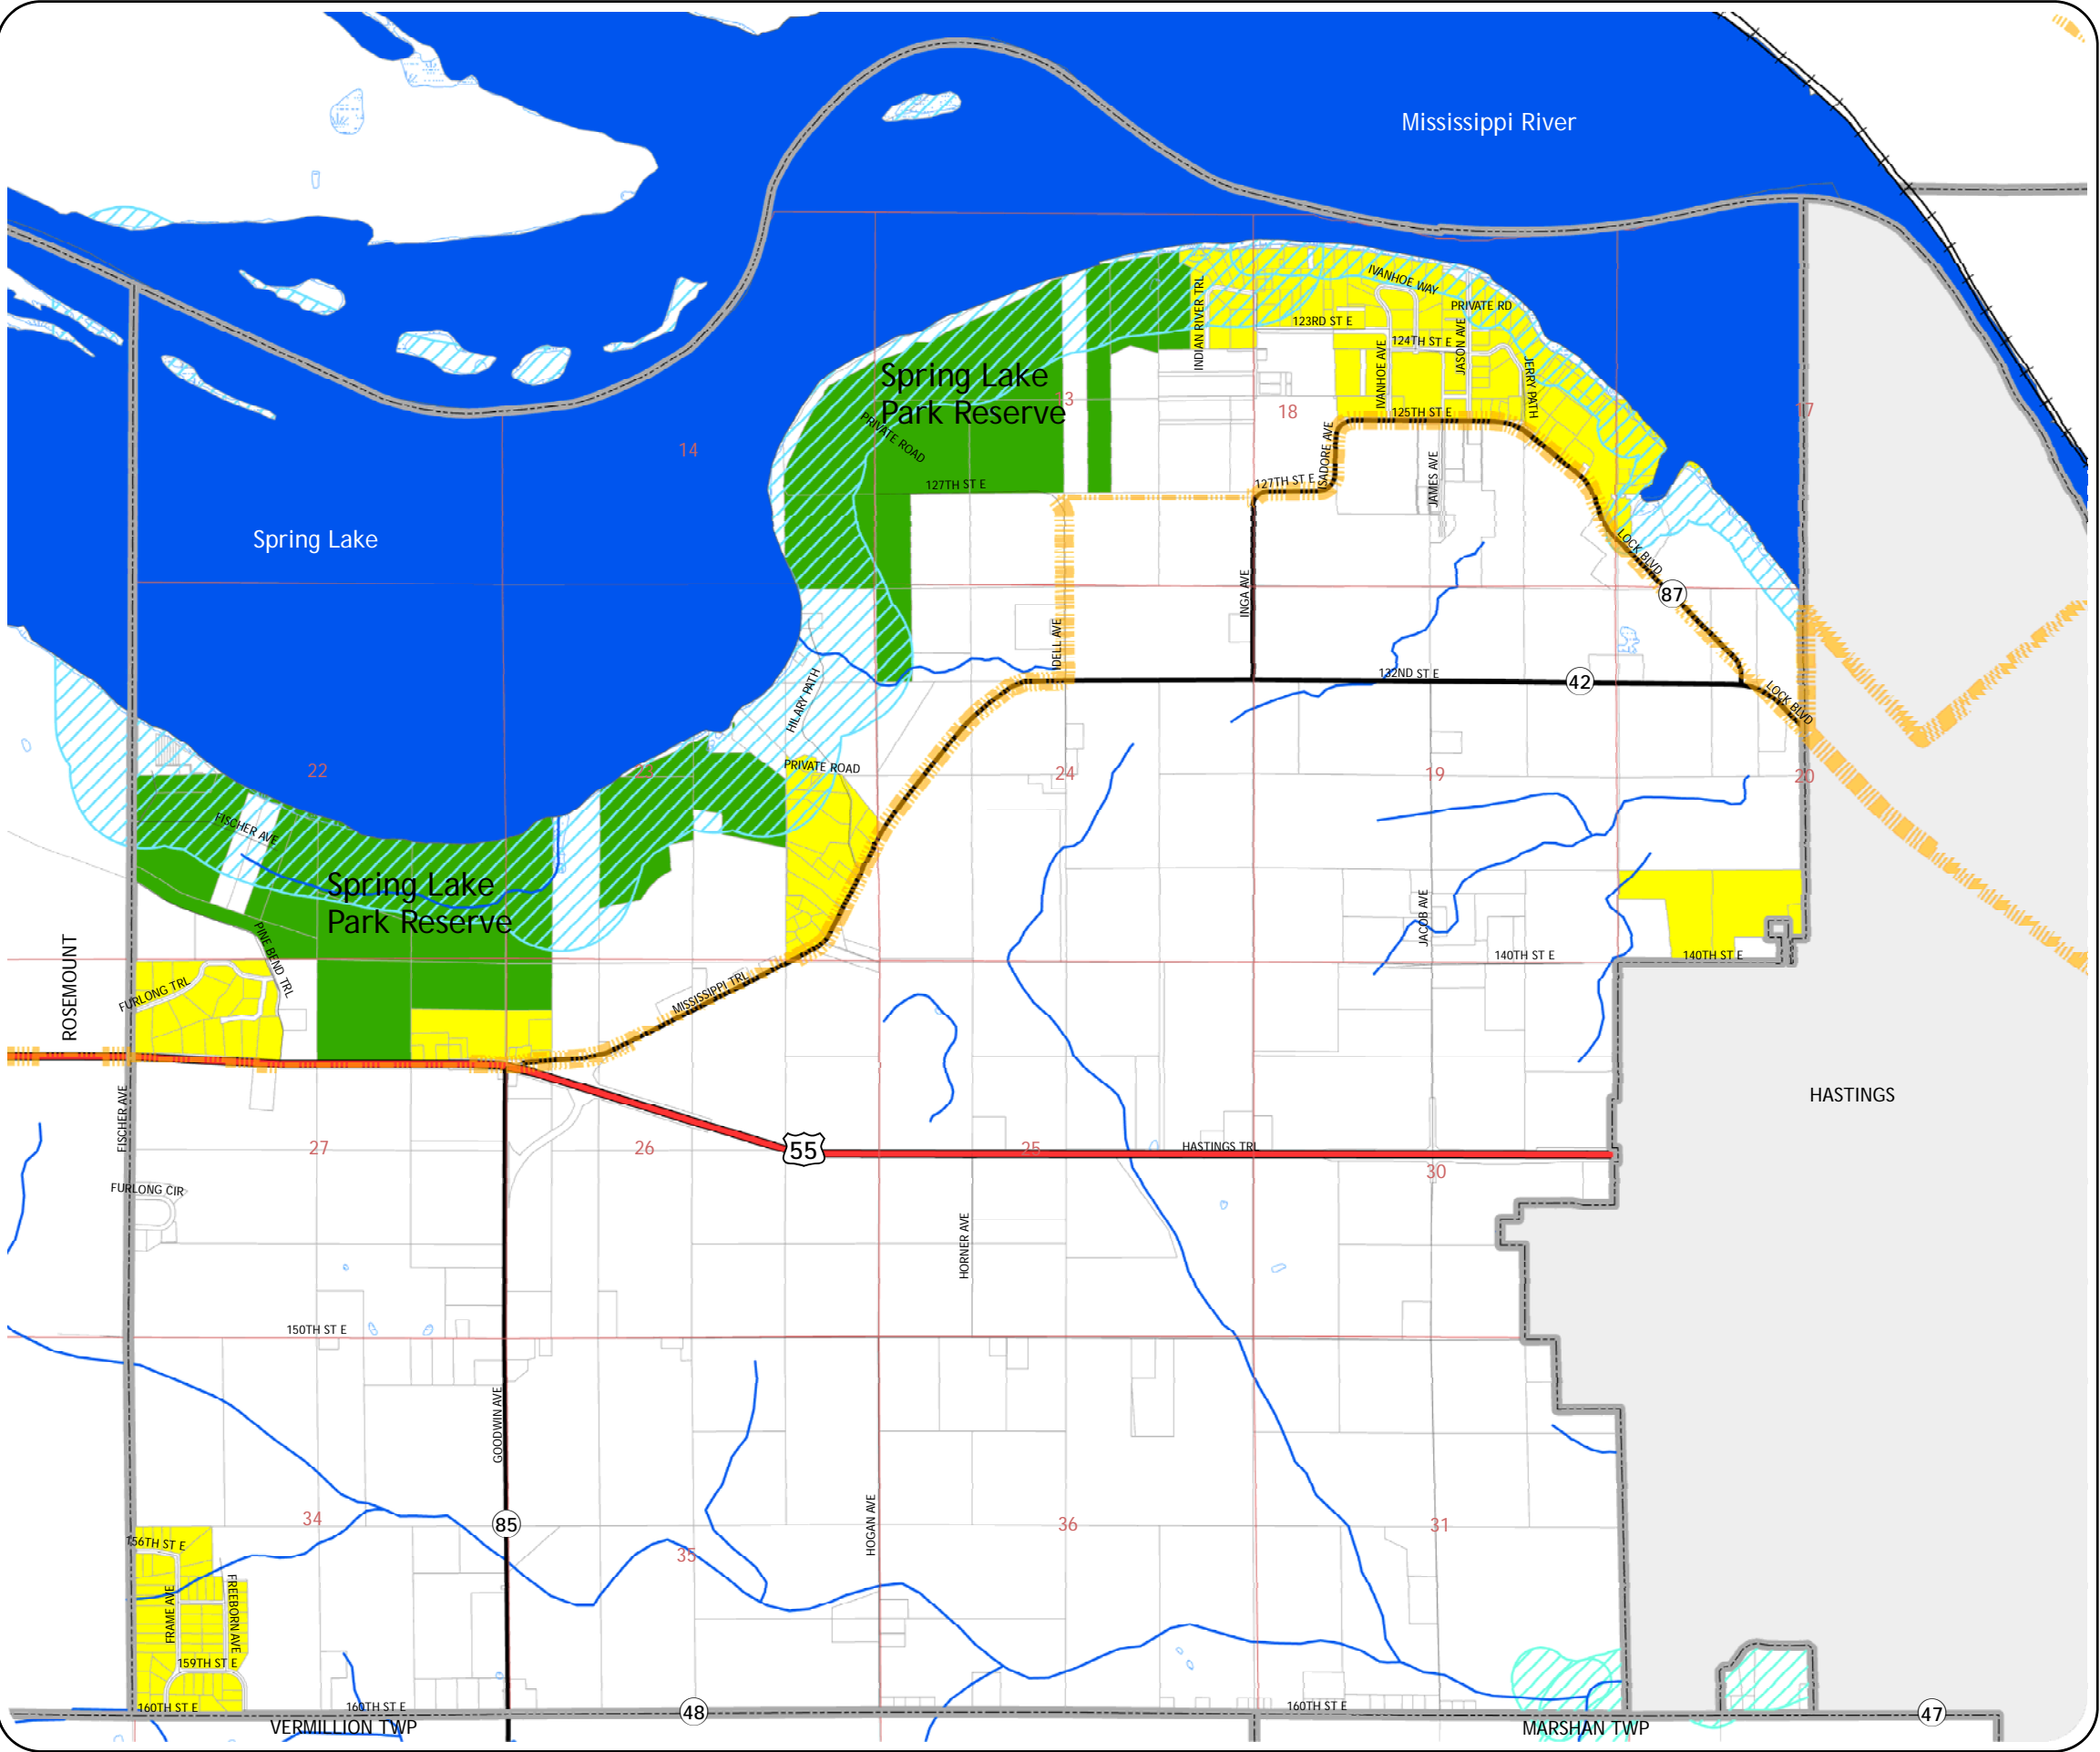 Mississippi River
IVANHOE WAY
PRIVATE RD
INDIAN RIVER TRL
123RD ST E
124TH ST E
JASON AVE
IVANHOE AVE
JERRY PATH
Spring Lake
Park Reserve
13
18
125TH ST E
17
PRIVATE ROAD
14
127TH ST E
127TH ST E
ISADORE AVE
JAMES AVE
Spring Lake
LOCK BLVD
87
INGA AVE
IDELL AVE
132ND ST E
42
LOCK BLVD
HILARY PATH
22
23
PRIVATE ROAD
24
19
20
FISCHER AVE
Spring Lake
Park Reserve
JACOB AVE
PINE BEND TRL
140TH ST E
140TH ST E
ROSEMOUNT
FURLONG TRL
MISSISSIPPI TRL
HASTINGS
FISCHER AVE
27
26
55
25
HASTINGS TRL
30
FURLONG CIR
HORNER AVE
150TH ST E
GOODWIN AVE
34
85
HOGAN AVE
36
31
35
156TH ST E
FRAME AVE
FREEBORN AVE
159TH ST E
160TH ST E
160TH ST E
48
160TH ST E
47
VERMILLION TWP
MARSHAN TWP